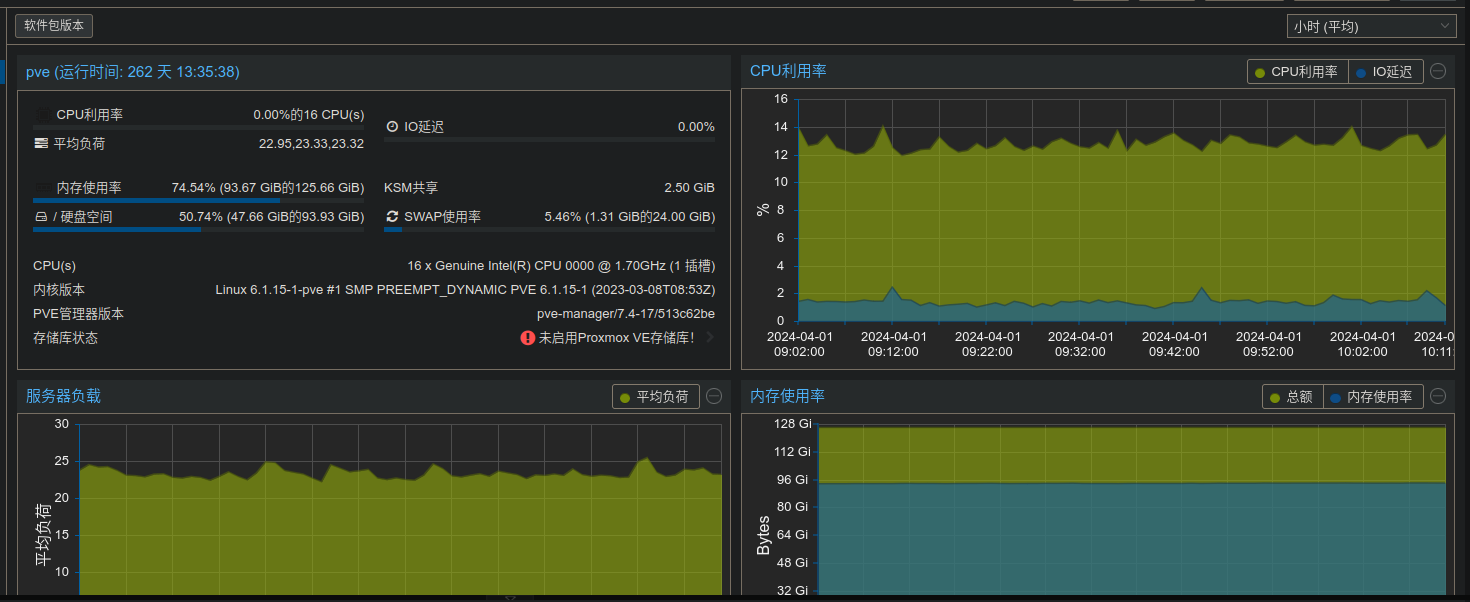 软件包版本
小时 (平均)
pve (运行时间: 262 天 13:35:38)
CPU利用率 0.00%的16 CPU(s)
平均负荷 22.95,23.33,23.32
IO延迟 0.00%
内存使用率 74.54% (93.67 GiB的125.66 GiB)
KSM共享 2.50 GiB
/ 硬盘空间 50.74% (47.66 GiB的93.93 GiB)
SWAP使用率 5.46% (1.31 GiB的24.00 GiB)
CPU(s) 16 x Genuine Intel(R) CPU 0000 @ 1.70GHz (1 插槽)
内核版本 Linux 6.1.15-1-pve #1 SMP PREEMPT_DYNAMIC PVE 6.1.15-1 (2023-03-08T08:53Z)
PVE管理器版本 pve-manager/7.4-17/513c62be
存储库状态 未启用Proxmox VE存储库!
CPU利用率
CPU利用率 IO延迟
16
14
12
10
8
6
4
2
0
%
2024-04-01 2024-04-01 2024-04-01 2024-04-01 2024-04-01 2024-04-01 2024-04-01 2024-0
09:02:00 09:12:00 09:22:00 09:32:00 09:42:00 09:52:00 10:02:00 10:11:
服务器负载
平均负荷
30
25
20
15
10
平均负荷
内存使用率
总额 内存使用率
128 Gi
112 Gi
96 Gi
80 Gi
64 Gi
48 Gi
32 Gi
Bytes